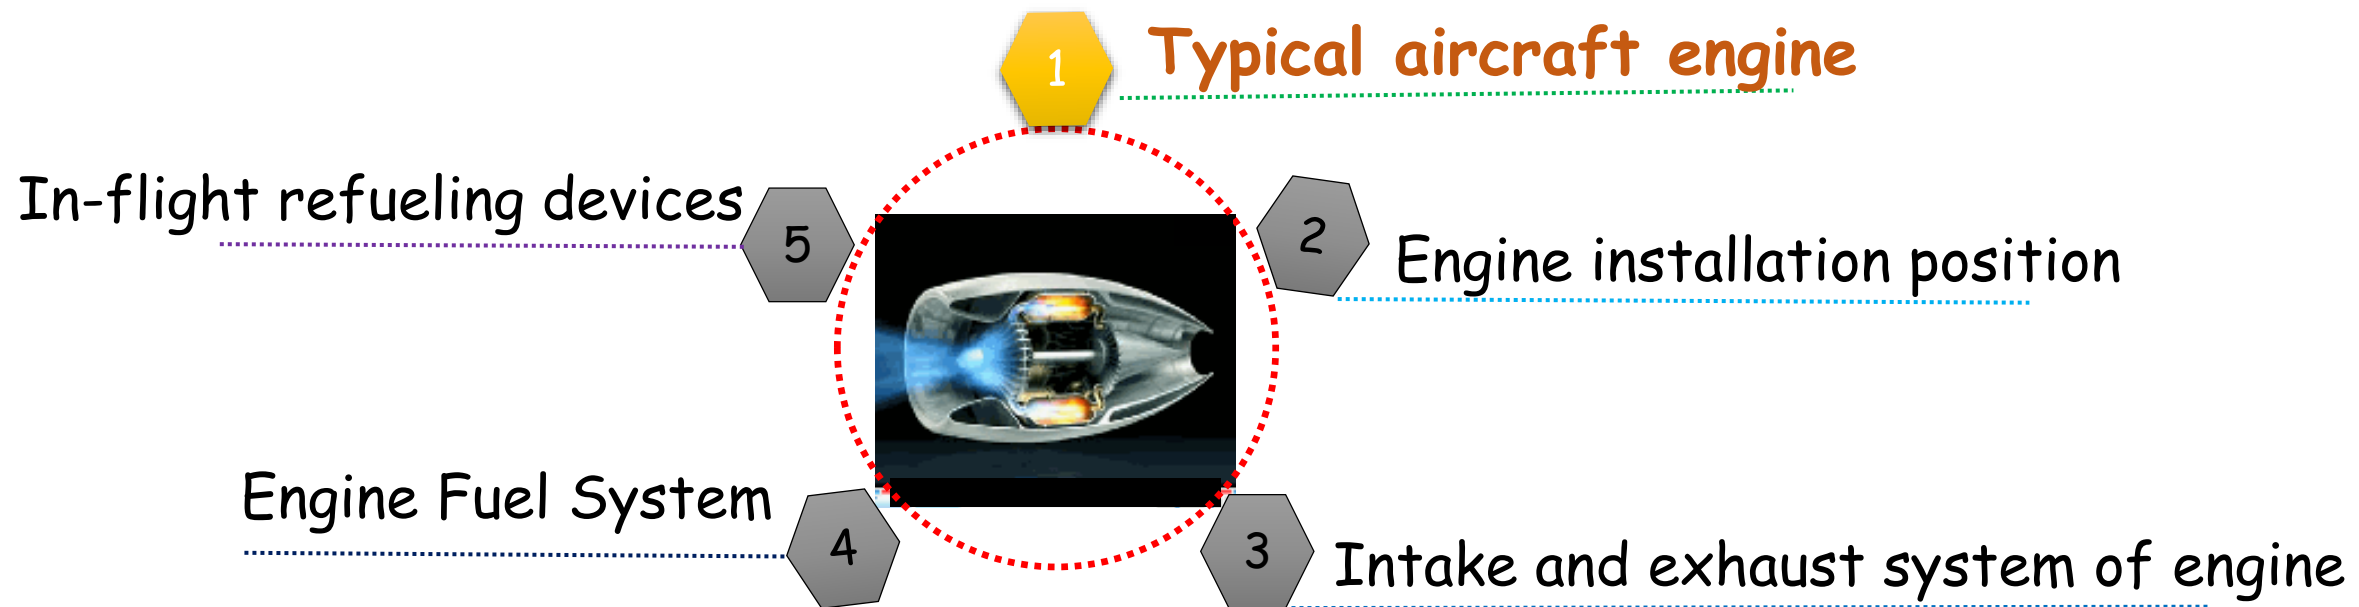 1 Typical aircraft engine
2 Engine installation position
3 Intake and exhaust system of engine
4 Engine Fuel System
5 In-flight refueling devices